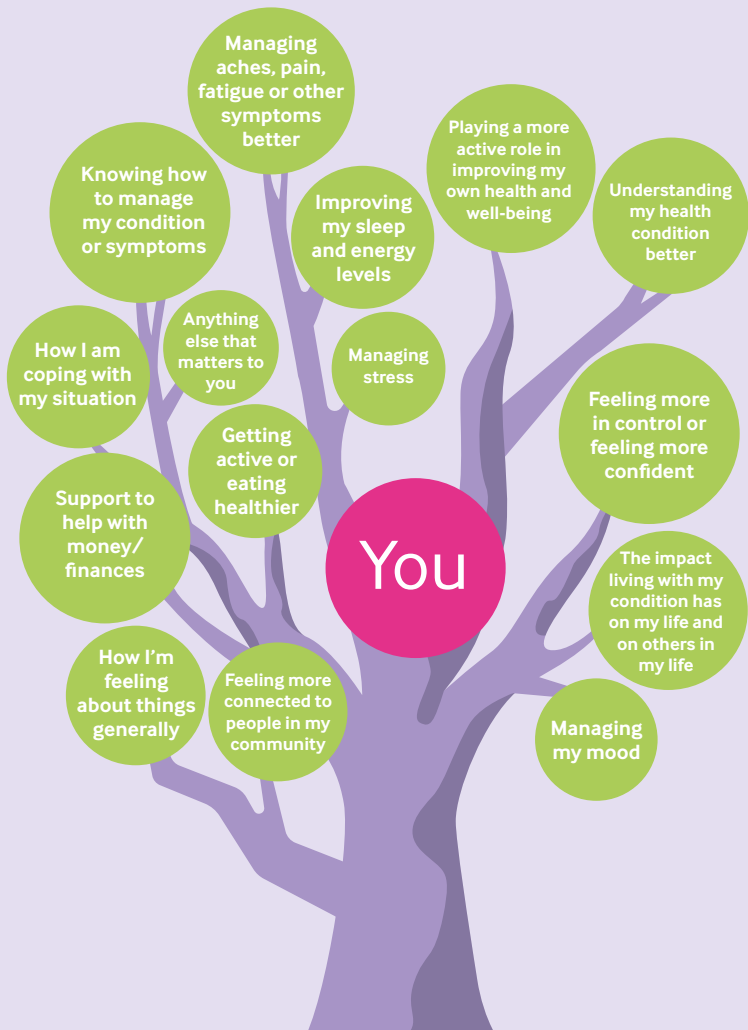 Managing
aches, pain,
fatigue or other
symptoms
better
Playing a more
active role in
improving my
own health and
well-being
Knowing how
to manage
my condition
or symptoms
Improving
my sleep
and energy
levels
Understanding
my health
condition
better
Anything
else that
matters to
you
How I am
coping with
my situation
Managing
stress
Feeling more
in control or
feeling more
confident
Getting
active or
eating
healthier
Support to
help with
money/
finances
You
The impact
living with my
condition has
on my life and
on others in
my life
How I'm
feeling
about things
generally
Feeling more
connected to
people in my
community
Managing
my mood